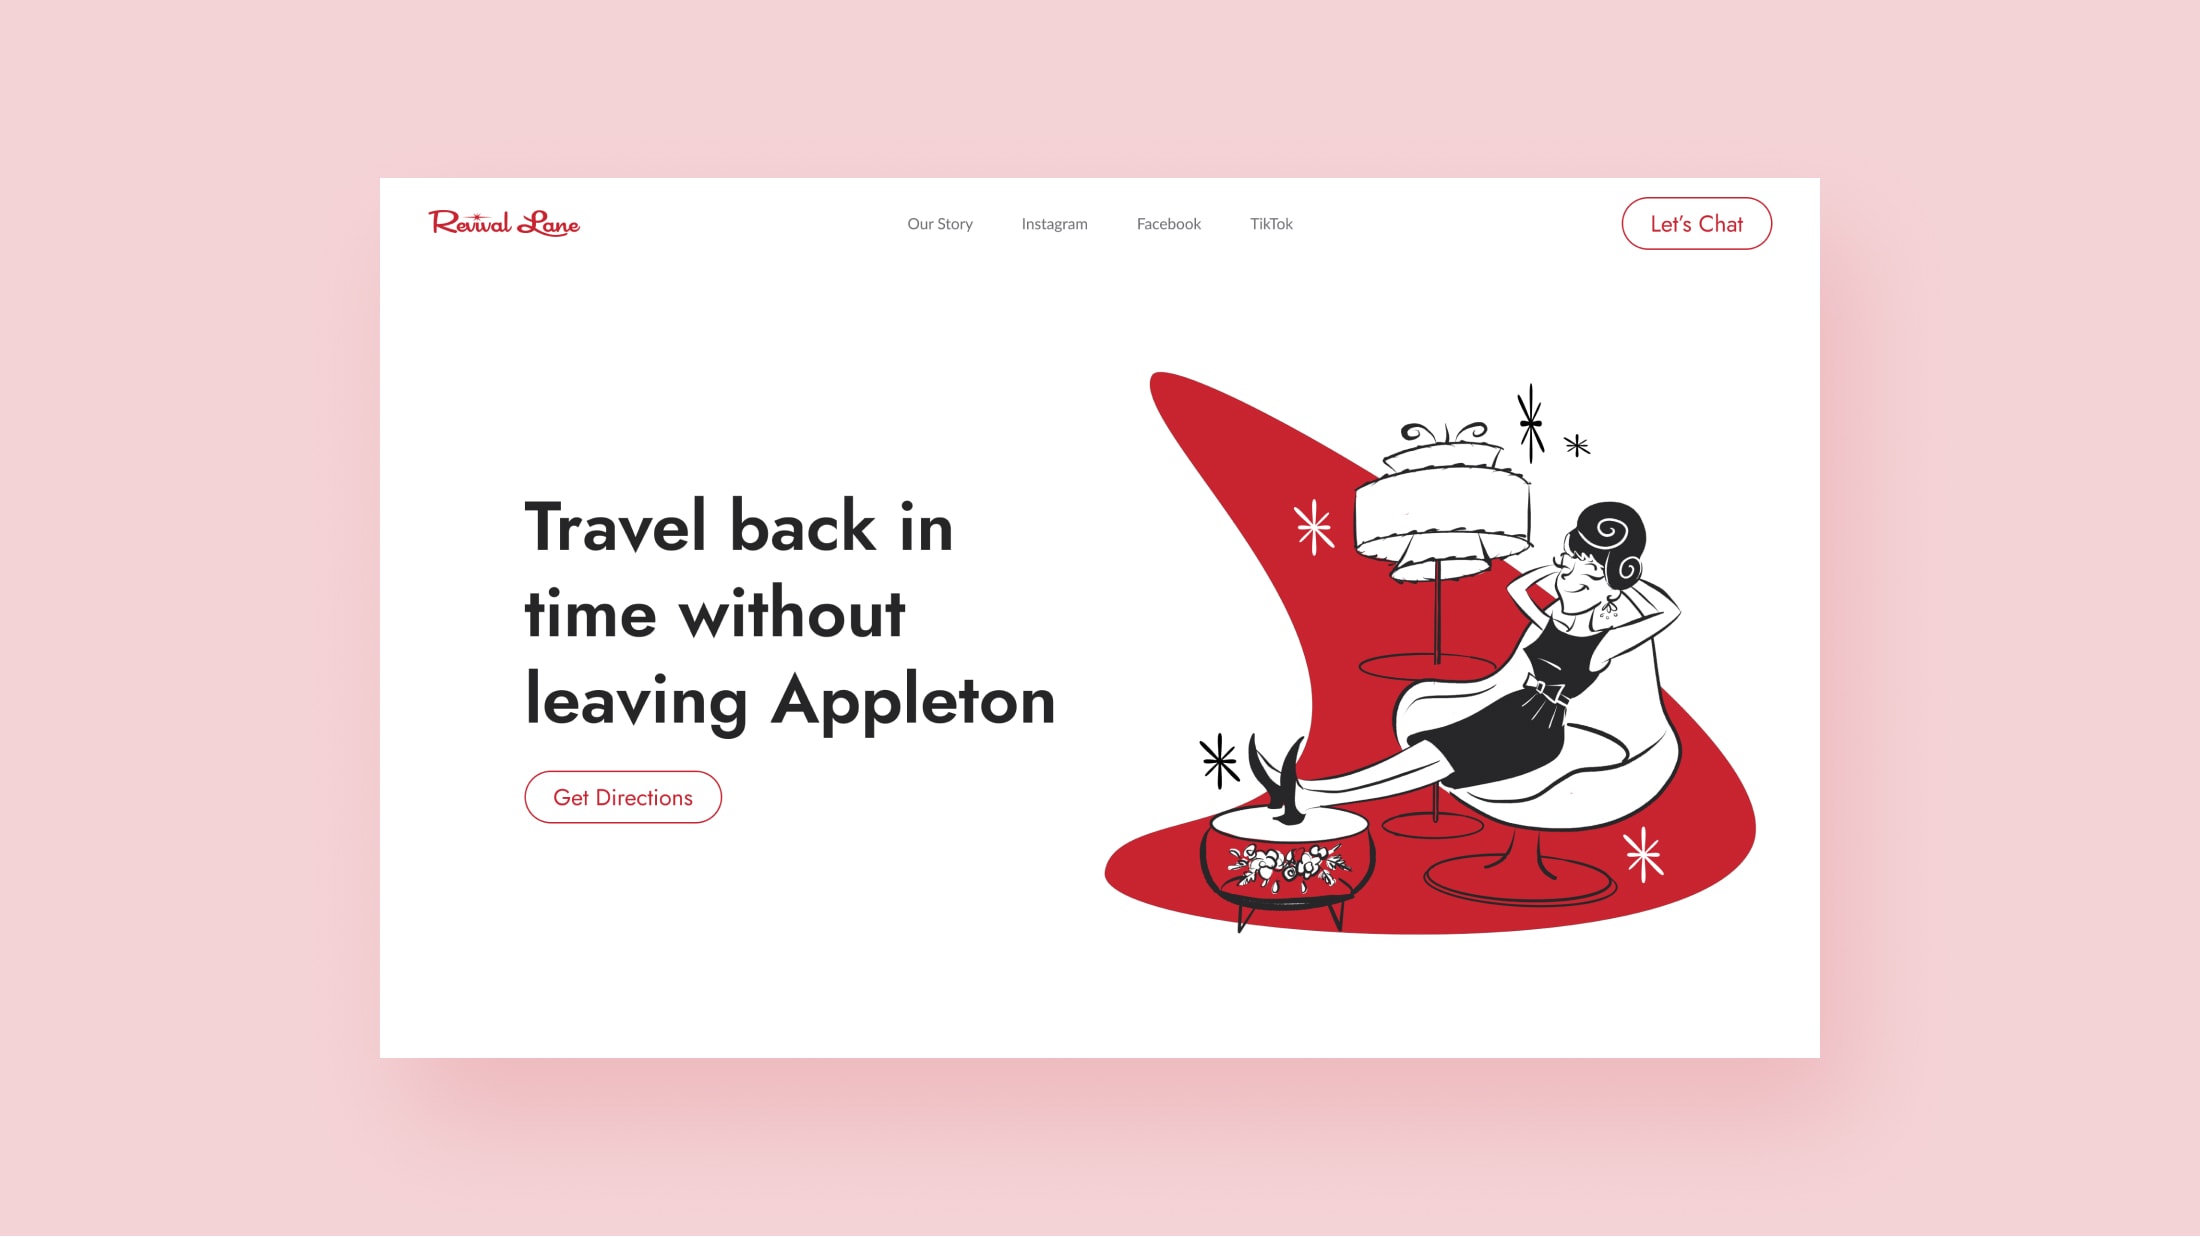 Revival Lane
Our Story
Instagram
Facebook
TikTok
Let's Chat
Travel back in
time without
leaving Appleton
Get Directions